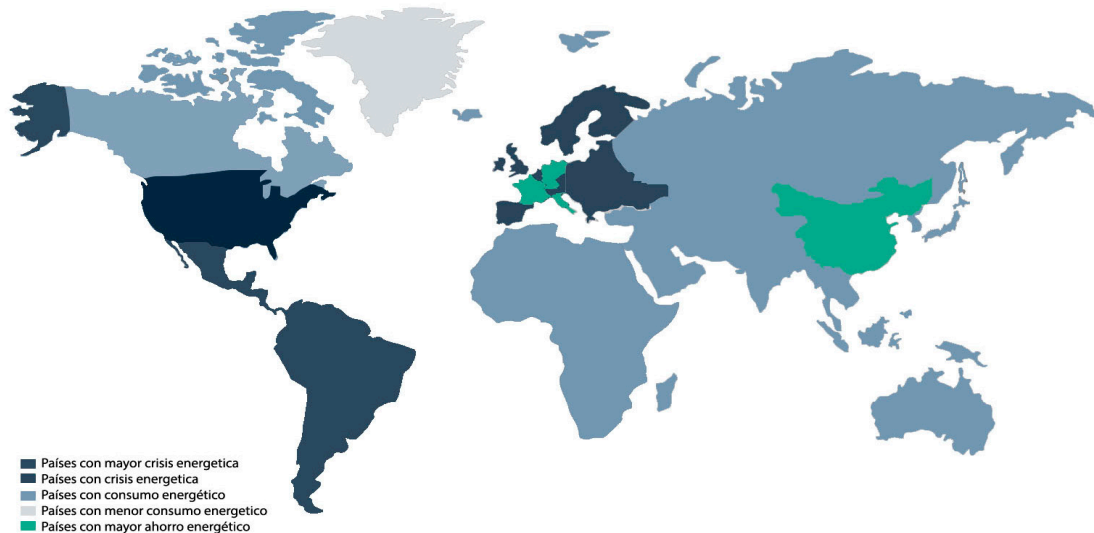 Países con mayor crisis energetica
Países con crisis energetica
Países con consumo energético
Países con menor consumo energetico
Países con mayor ahorro energético